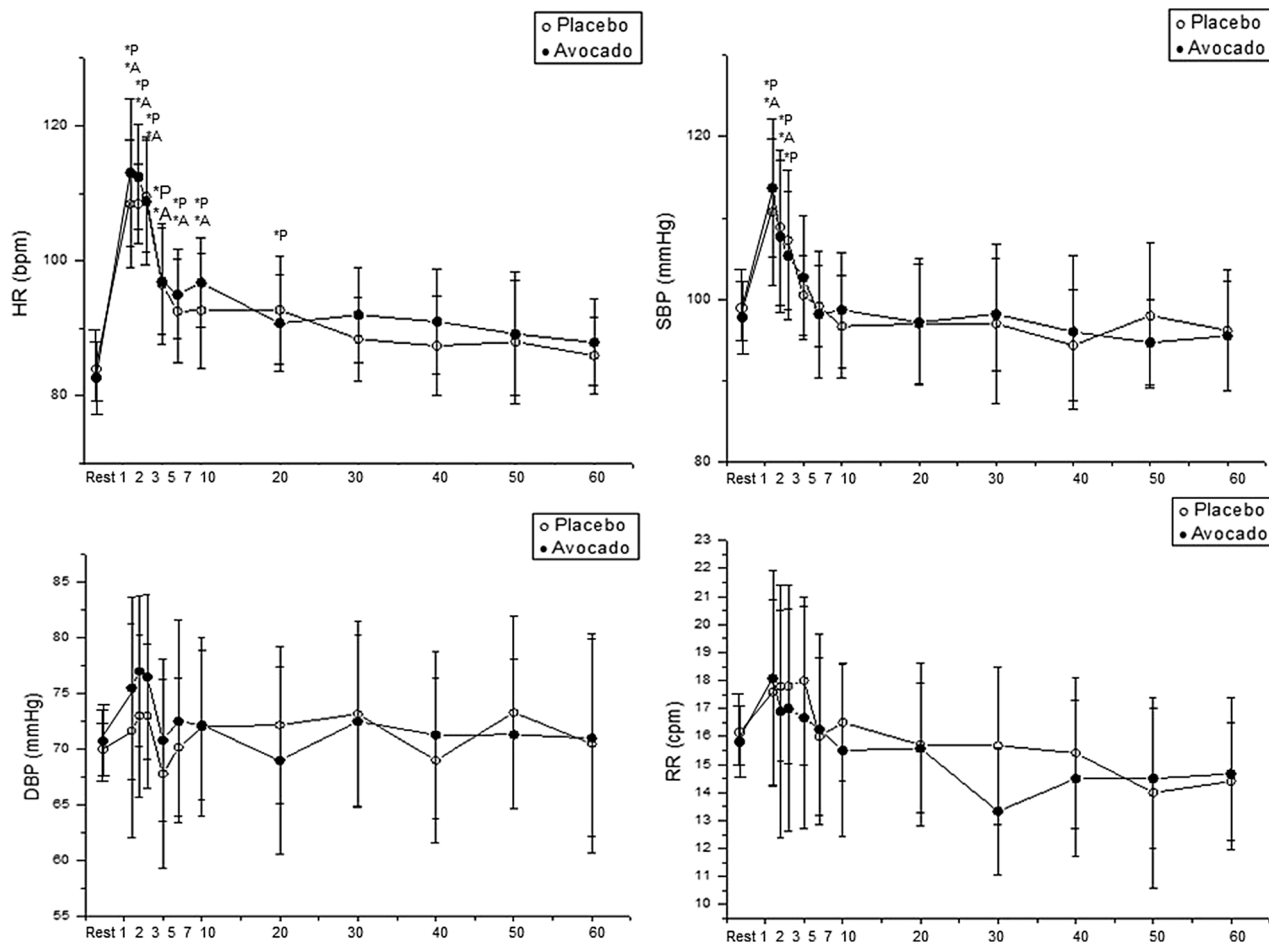 Placebo
Avocado
HR (bpm)
120
100
80
*P
*A
*P
*A
*P
*A
*P
*A
*P
*A
*P
*A
*P
Rest 1 2 3 5 7 10 20 30 40 50 60
Placebo
Avocado
SBP (mmHg)
120
100
80
*P
*A
*P
*A
*P
Rest 1 2 3 5 7 10 20 30 40 50 60
Placebo
Avocado
DBP (mmHg)
85
80
75
70
65
60
55
Rest 1 2 3 5 7 10 20 30 40 50 60
Placebo
Avocado
RR (cpm)
23
22
21
20
19
18
17
16
15
14
13
12
11
10
9
Rest 1 2 3 5 7 10 20 30 40 50 60